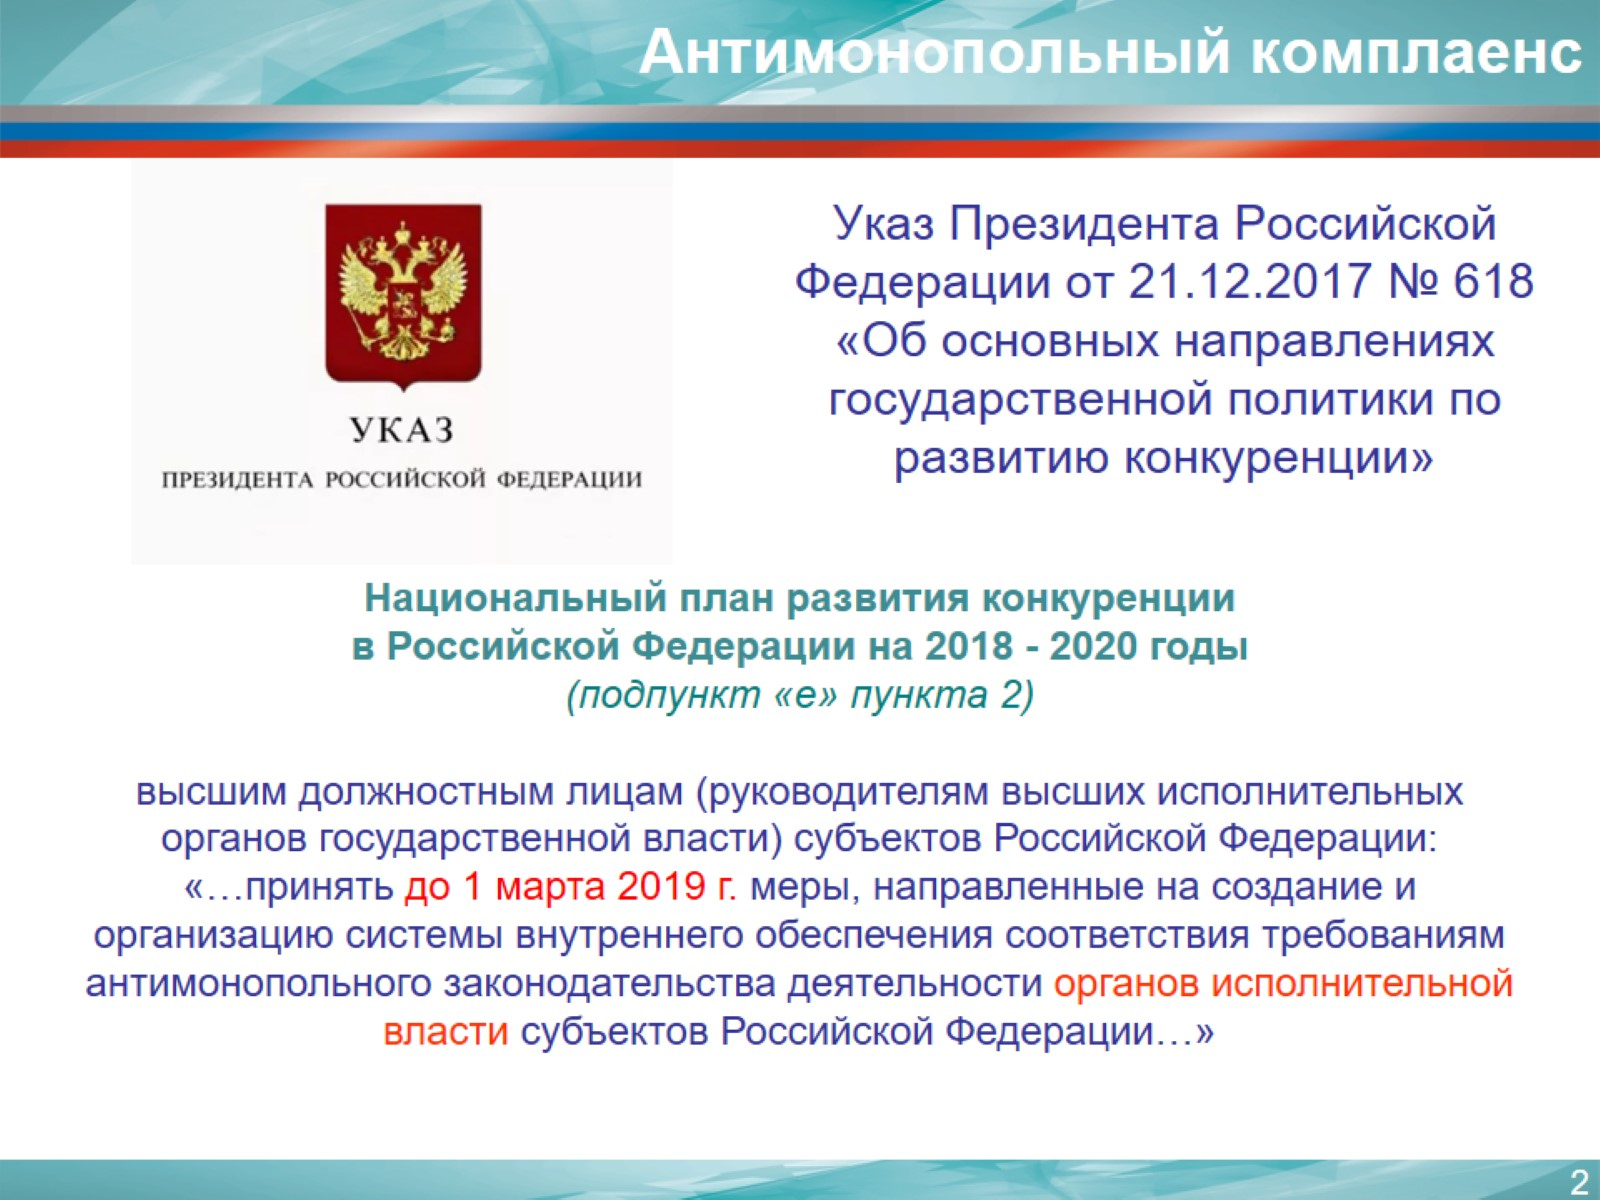 Антимонопольный комплаенс
УКАЗ
ПРЕЗИДЕНТА РОССИЙСКОЙ ФЕДЕРАЦИИ
Указ Президента Российской
Федерации от 21.12.2017 № 618
«Об основных направлениях
государственной политики по
развитию конкуренции»
Национальный план развития конкуренции
в Российской Федерации на 2018 - 2020 годы
(подпункт «е» пункта 2)
высшим должностным лицам (руководителям высших исполнительных
органов государственной власти) субъектов Российской Федерации:
«…принять до 1 марта 2019 г. меры, направленные на создание и
организацию системы внутреннего обеспечения соответствия требованиям
антимонопольного законодательства деятельности органов исполнительной
власти субъектов Российской Федерации…»
2